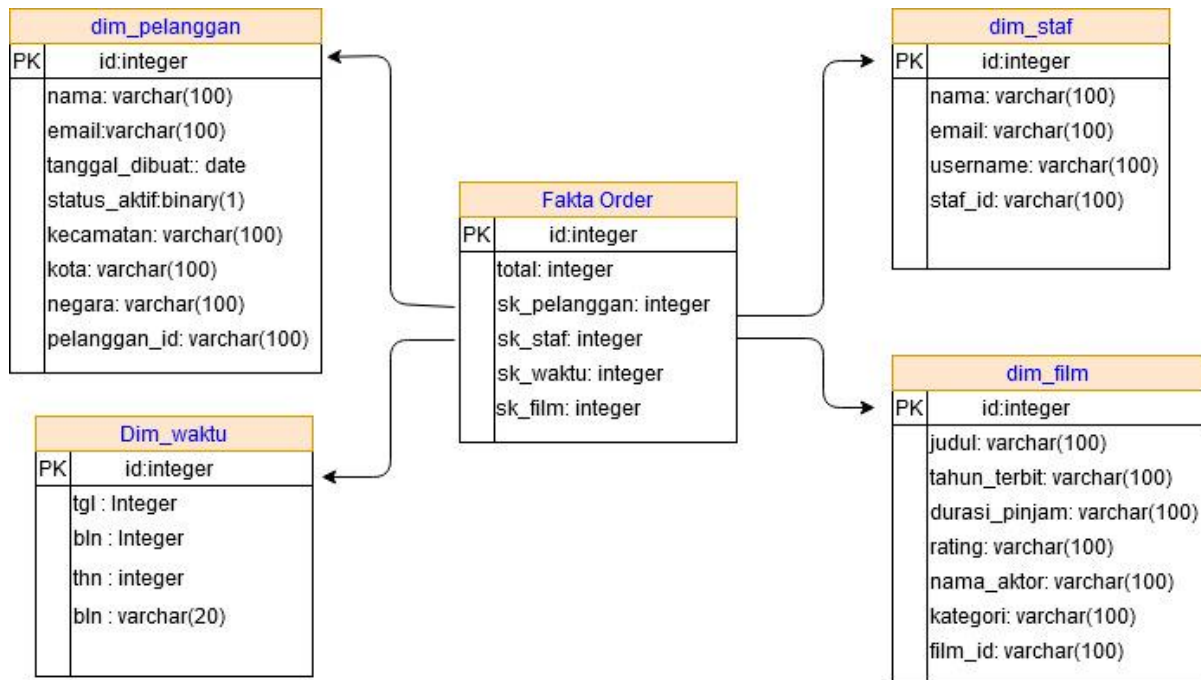 dim_pelanggan
PK id:integer
nama: varchar(100)
email:varchar(100)
tanggal_dibuat:: date
status_aktif:binary(1)
kecamatan: varchar(100)
kota: varchar(100)
negara: varchar(100)
pelanggan_id: varchar(100)
Dim_waktu
PK id:integer
tgl : Integer
bln : Integer
thn : integer
bln : varchar(20)
Fakta Order
PK id:integer
total: integer
sk_pelanggan: integer
sk_staf: integer
sk_waktu: integer
sk_film: integer
dim_staf
PK id:integer
nama: varchar(100)
email: varchar(100)
username: varchar(100)
staf_id: varchar(100)
dim_film
PK id:integer
judul: varchar(100)
tahun_terbit: varchar(100)
durasi_pinjam: varchar(100)
rating: varchar(100)
nama_aktor: varchar(100)
kategori: varchar(100)
film_id: varchar(100)